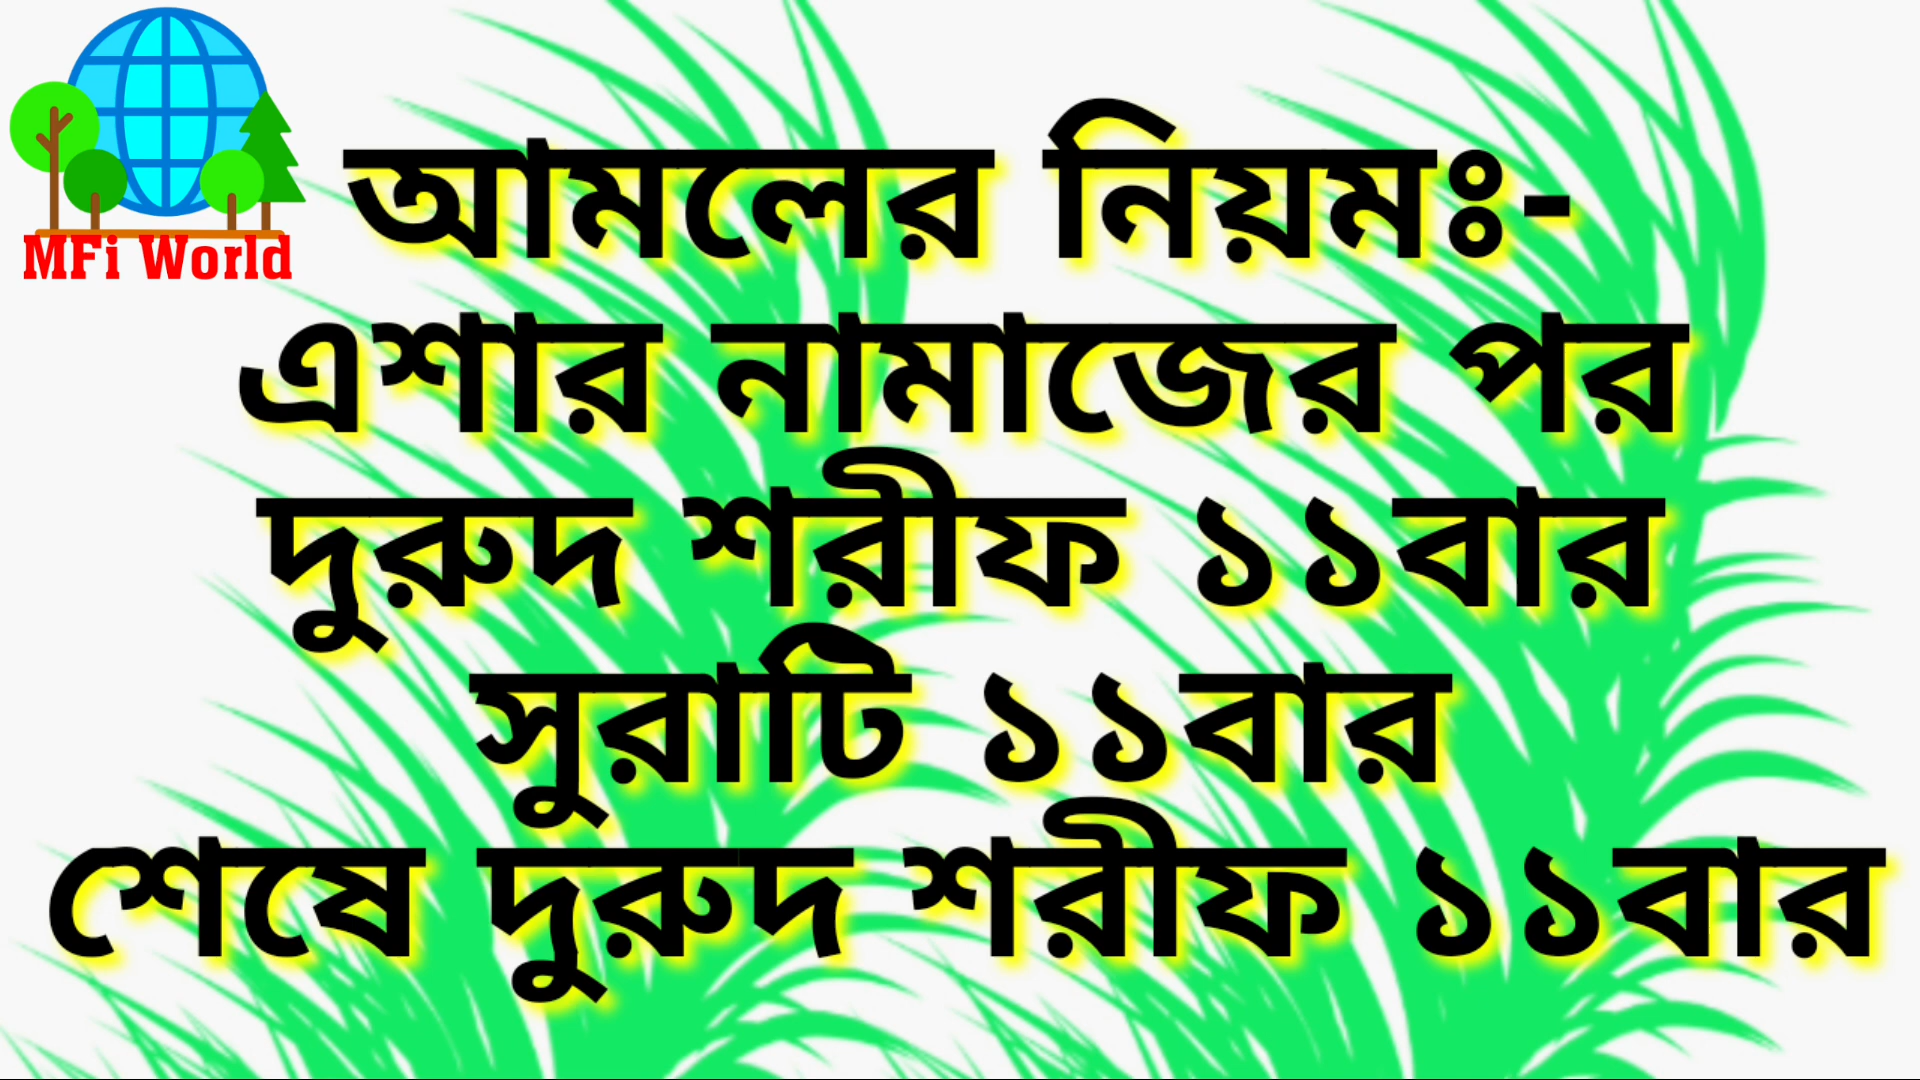 MFi World
আমলের নিয়মঃ-
এশার নামাজের পর
দুরুদ শরীফ ১১বার
সুরাটি ১১বার
শেষে দুরুদ শরীফ ১১বার